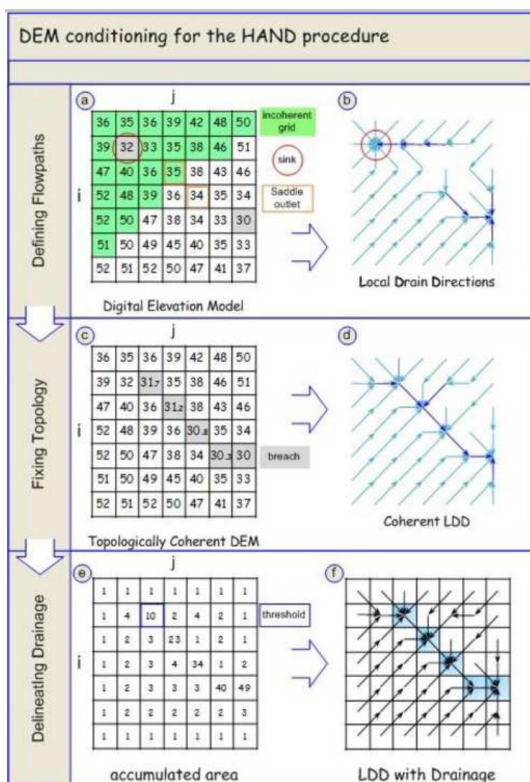 DEM conditioning for the HAND procedure
Defining Flowpaths
a
j
i
36 35 36 39 42 48 50
39 32 33 35 38 46 51
47 40 36 35 38 43 46
52 48 39 36 34 35 34
52 50 47 38 34 33 30
51 50 49 45 40 35 33
52 51 52 50 47 41 37
Digital Elevation Model
incoherent
grid
sink
Saddle
outlet
b
Local Drain Directions
Fixing Topology
c
j
i
36 35 36 39 42 48 50
39 32 31.7 35 38 46 51
47 40 36 31.2 38 43 46
52 48 39 36 30.8 35 34
52 50 47 38 34 30.3 30
51 50 49 45 40 35 33
52 51 52 50 47 41 37
Topologically Coherent DEM
breach
d
Coherent LDD
Delineating Drainage
e
j
i
1 1 1 1 1 1 1
1 4 10 2 4 2 1
1 2 3 23 1 2 1
1 2 3 4 34 1 2
1 2 3 3 3 40 49
1 2 2 2 2 2 3
1 1 1 1 1 1 1
accumulated area
threshold
f
LDD with Drainage